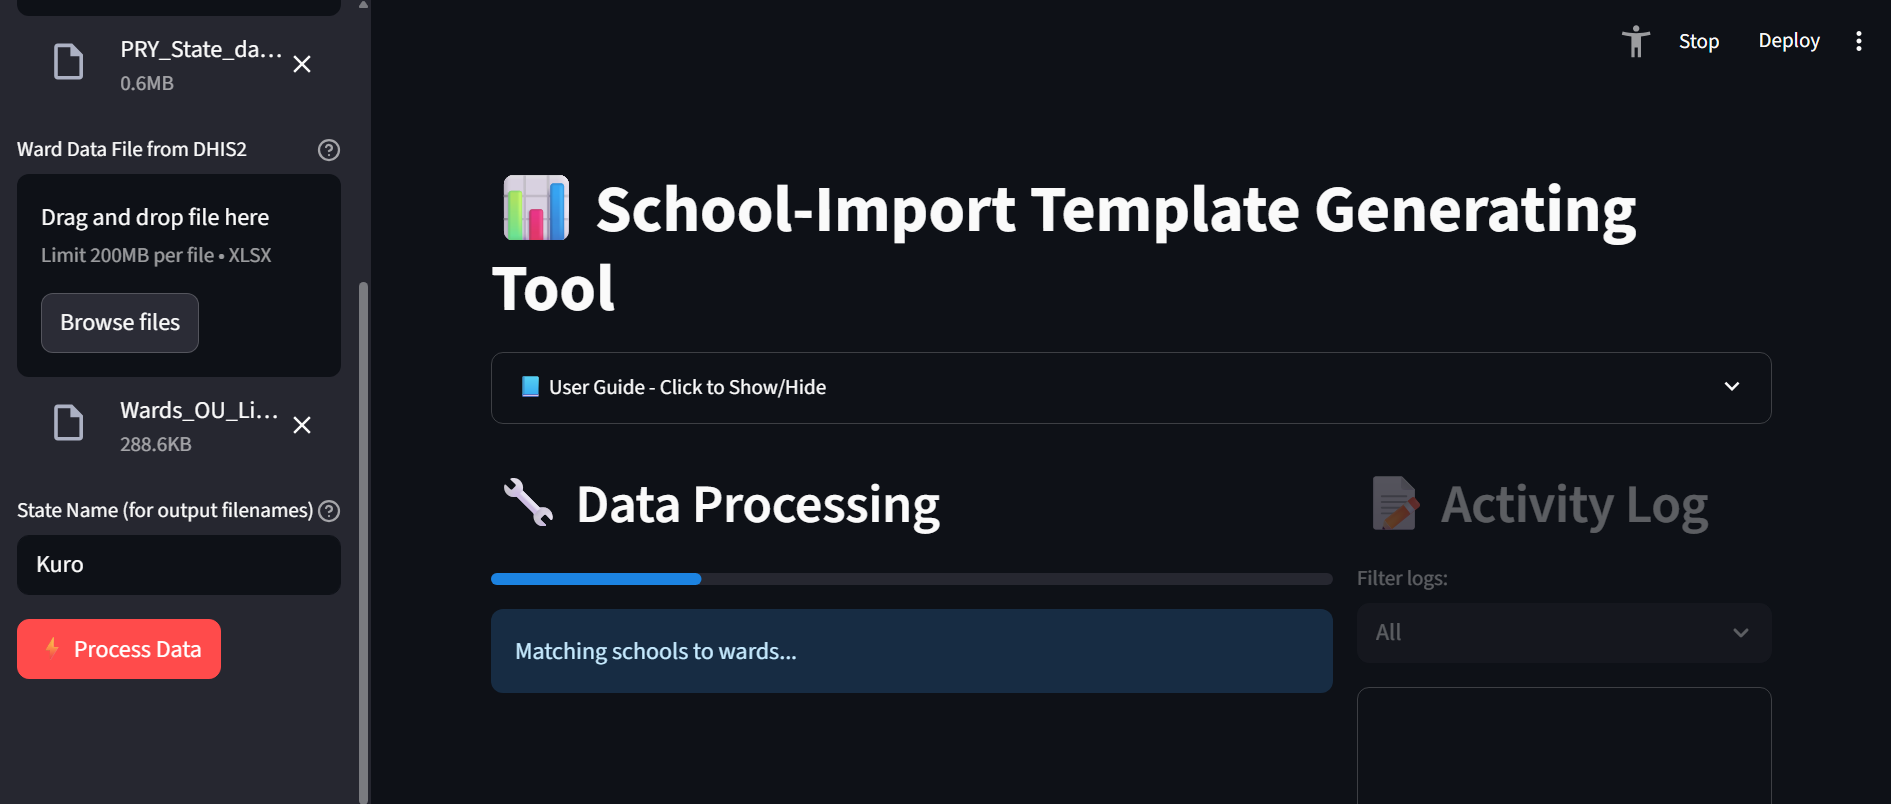 PRY_State_da...
0.6MB
Ward Data File from DHIS2
Drag and drop file here
Limit 200MB per file • XLSX
Browse files
Wards_OU_Li...
288.6KB
State Name (for output filenames)
Kuro
Process Data
Stop
Deploy
School-Import Template Generating
Tool
User Guide - Click to Show/Hide
Data Processing
Matching schools to wards...
Activity Log
Filter logs:
All